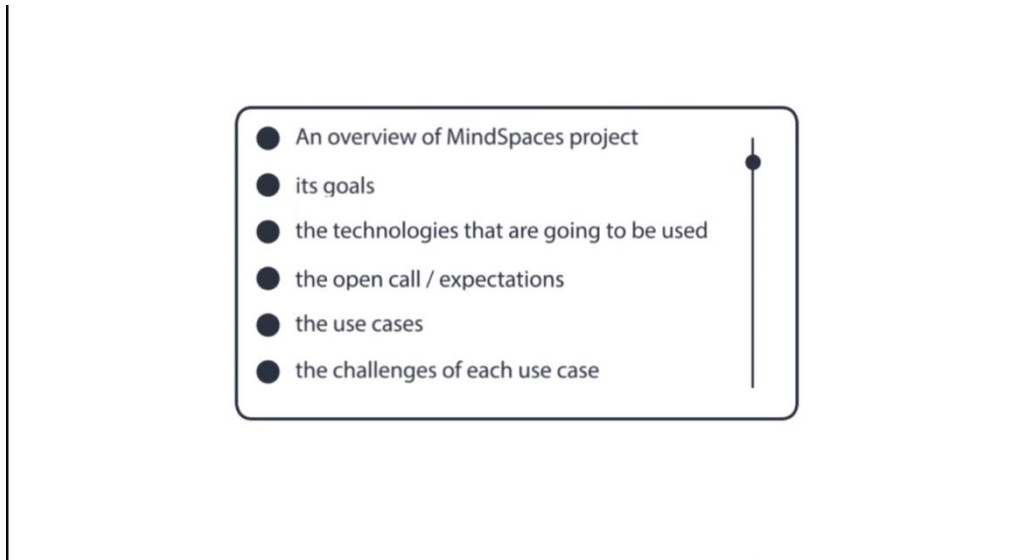 An overview of MindSpaces project
its goals
the technologies that are going to be used
the open call / expectations
the use cases
the challenges of each use case